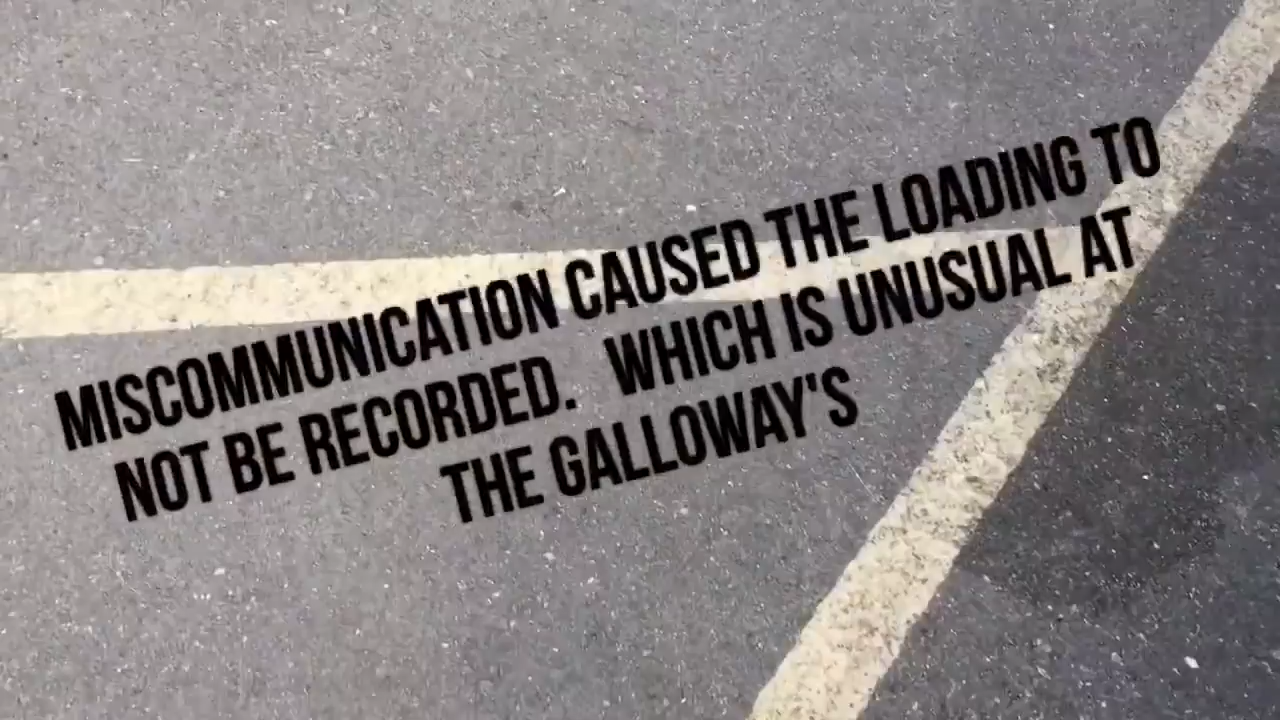 MISCOMMUNICATION CAUSED THE LOADING TO
NOT BE RECORDED.  WHICH IS UNUSUAL AT
THE GALLOWAY'S